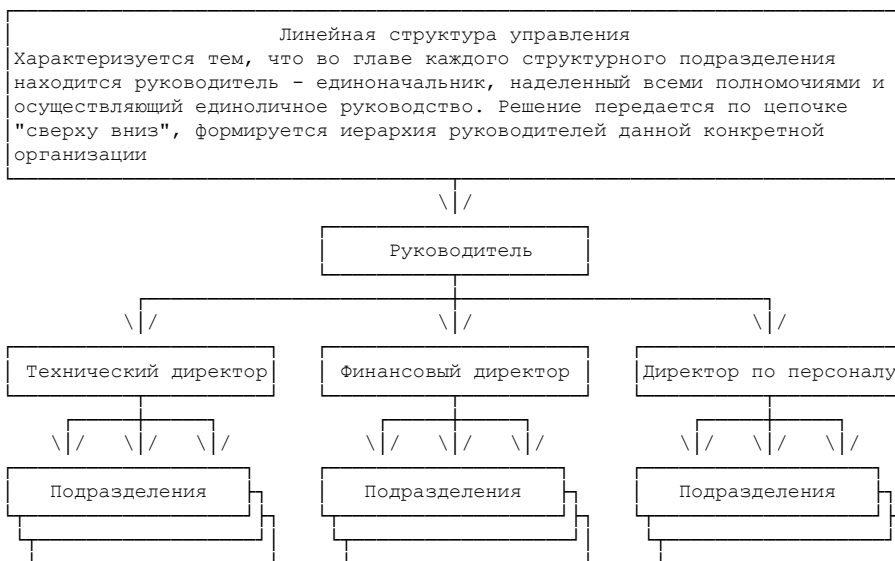 Линейная структура управления
Характеризуется тем, что во главе каждого структурного подразделения
находится руководитель - единоначальник, наделенный всеми полномочиями и
осуществляющий единоличное руководство. Решение передается по цепочке
"сверху вниз", формируется иерархия руководителей данной конкретной
организации
Руководитель
Технический директор
Финансовый директор
Директор по персоналу
Подразделения
Подразделения
Подразделения